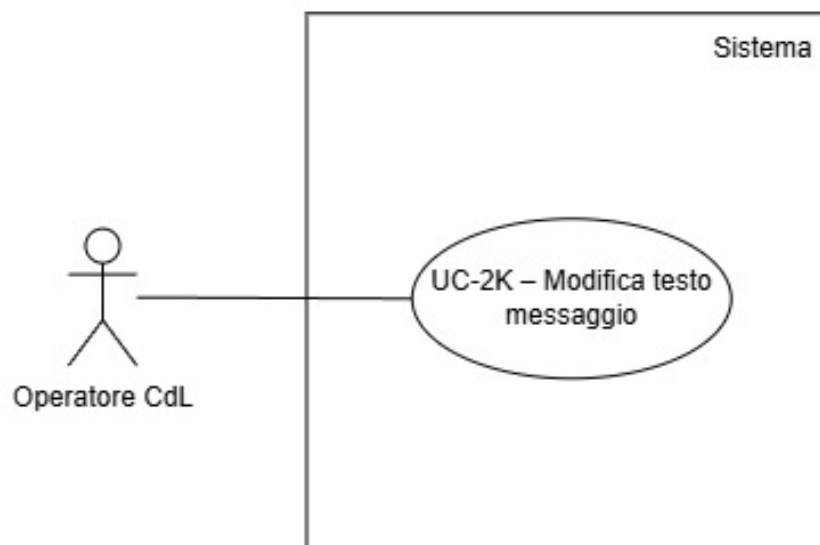 Sistema
UC-2K – Modifica testo
messaggio
Operatore CdL